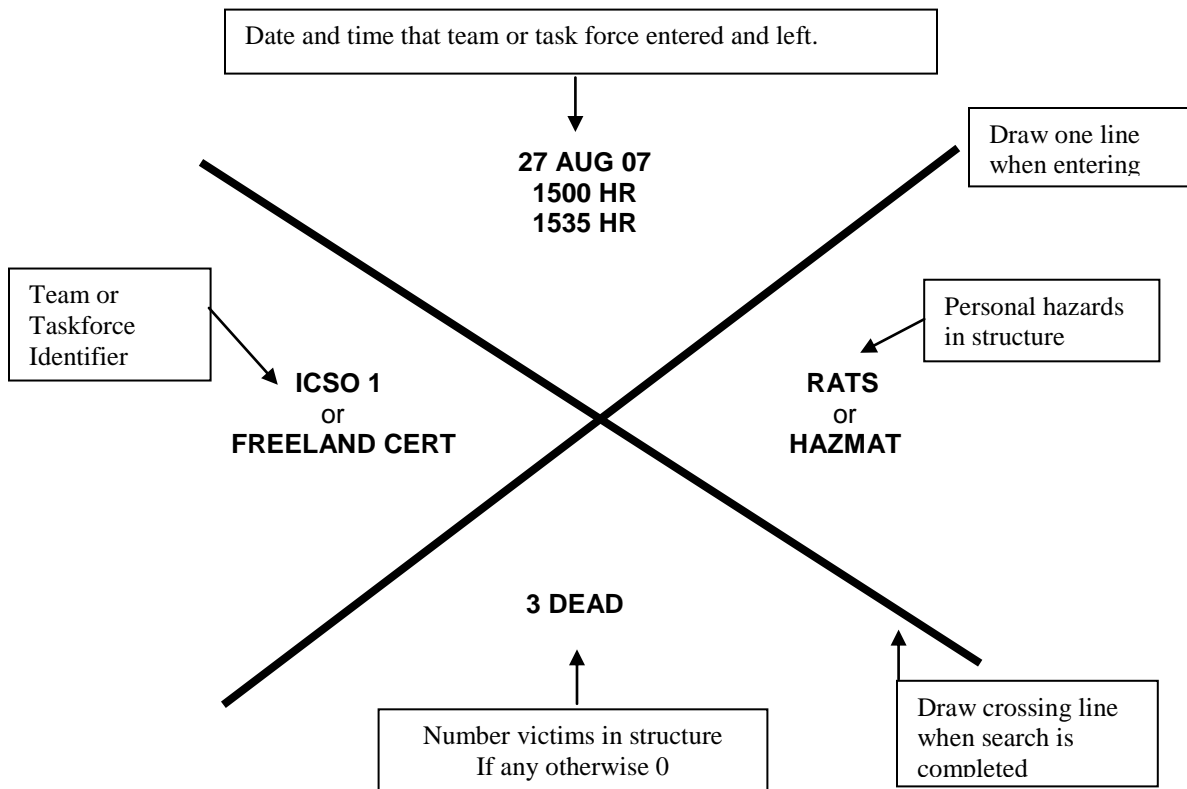 Date and time that team or task force entered and left.
27 AUG 07
1500 HR
1535 HR
Draw one line
when entering
Team or
Taskforce
Identifier
Personal hazards
in structure
ICSO 1
or
FREELAND CERT
RATS
or
HAZMAT
3 DEAD
Number victims in structure
If any otherwise 0
Draw crossing line
when search is
completed